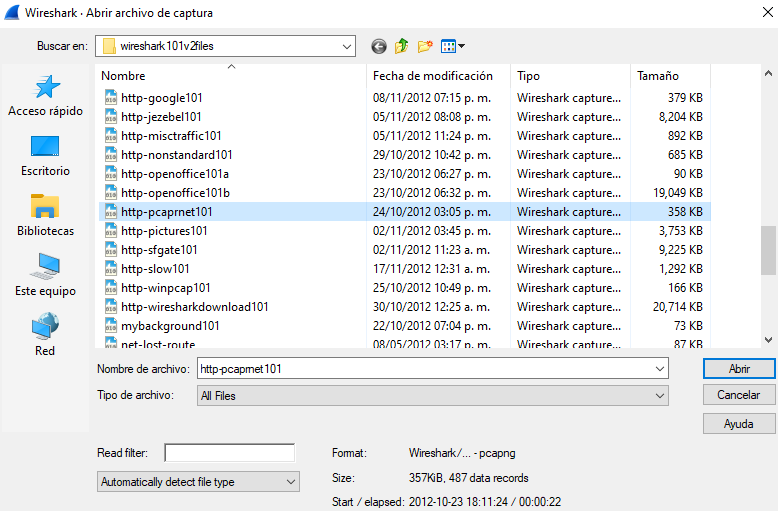 Wireshark · Abrir archivo de captura
Buscar en: wireshark101v2files
Nombre Fecha de modificación Tipo Tamaño
http-google101 08/11/2012 07:15 p. m. Wireshark capture... 379 KB
http-jezebel101 05/11/2012 08:08 p. m. Wireshark capture... 8,204 KB
http-misctraffic101 05/11/2012 11:24 p. m. Wireshark capture... 892 KB
http-nonstandard101 29/10/2012 10:42 p. m. Wireshark capture... 685 KB
http-openoffice101a 23/10/2012 06:27 p. m. Wireshark capture... 90 KB
http-openoffice101b 23/10/2012 06:32 p. m. Wireshark capture... 19,049 KB
http-pcaprnet101 24/10/2012 03:05 p. m. Wireshark capture... 358 KB
http-pictures101 02/11/2012 03:45 p. m. Wireshark capture... 3,753 KB
http-sfgate101 02/11/2012 11:23 a. m. Wireshark capture... 9,225 KB
http-slow101 17/11/2012 12:31 a. m. Wireshark capture... 1,292 KB
http-winpcap101 25/10/2012 10:49 p. m. Wireshark capture... 166 KB
http-wiresharkdownload101 30/10/2012 12:25 a. m. Wireshark capture... 20,714 KB
mybackground101 22/10/2012 07:04 p. m. Wireshark capture... 73 KB
net-lost-route 08/05/2012 03:17 p. m. Wireshark capture... 87 KB
Acceso rápido
Escritorio
Bibliotecas
Este equipo
Red
Nombre de archivo: http-pcaprnet101 Abrir
Tipo de archivo: All Files Cancelar
Ayuda
Read filter: Format: Wireshark/... - pcapng
Automatically detect file type Size: 357KiB, 487 data records
Start / elapsed: 2012-10-23 18:11:24 / 00:00:22